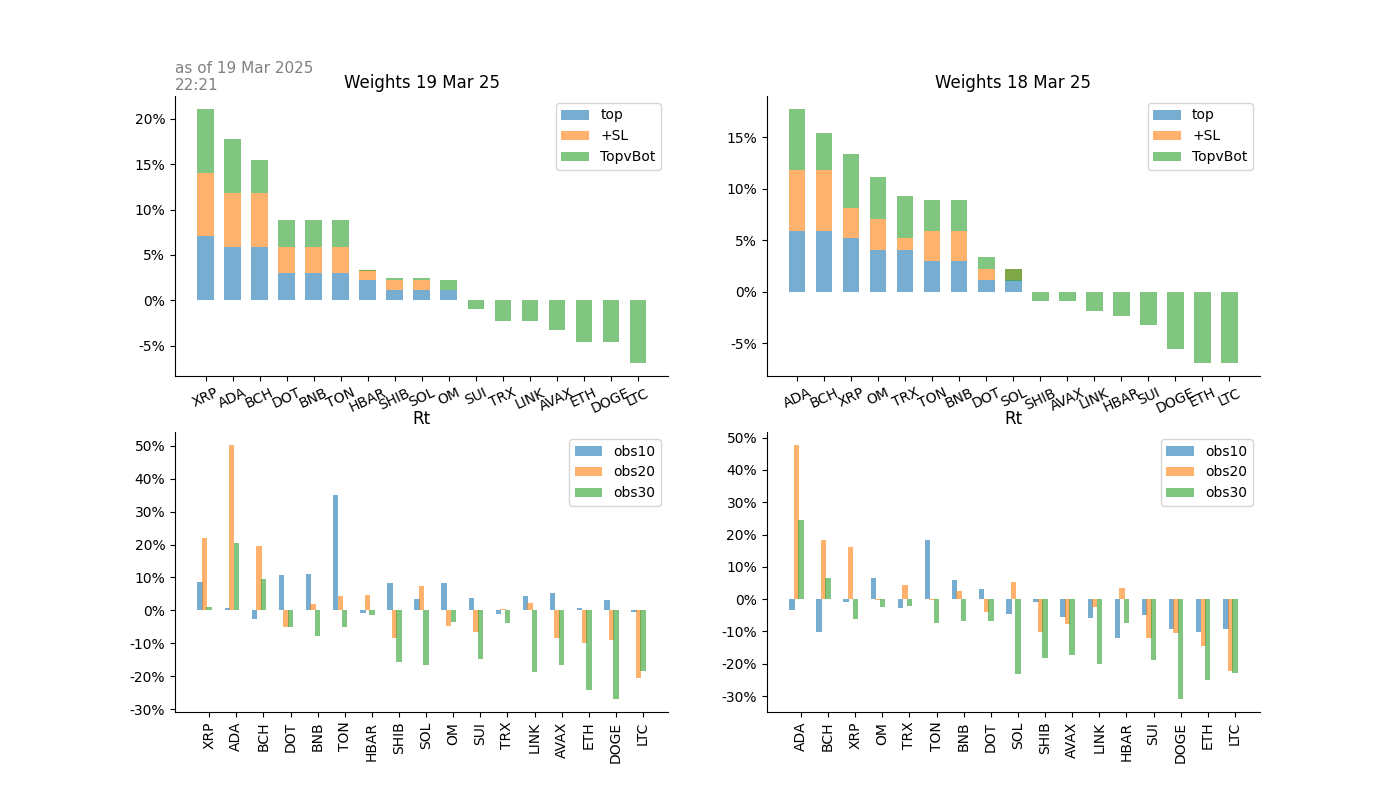 as of 19 Mar 2025
22:21
Weights 19 Mar 25
20%
15%
10%
5%
0%
-5%
top
+SL
TopvBot
XRP ADA BCH DOT BNB TON HBAR SHIB SOL OM SUI TRX LINK AVAX ETH DOGE LTC
Weights 18 Mar 25
15%
10%
5%
0%
-5%
top
+SL
TopvBot
ADA BCH XRP OM TRX TON BNB DOT SOL SHIB AVAX LINK HBAR SUI DOGE ETH LTC
Rt
50%
40%
30%
20%
10%
0%
-10%
-20%
-30%
obs10
obs20
obs30
XRP ADA BCH DOT BNB TON HBAR SHIB SOL OM SUI TRX LINK AVAX ETH DOGE LTC
Rt
50%
40%
30%
20%
10%
0%
-10%
-20%
-30%
obs10
obs20
obs30
ADA BCH XRP OM TRX TON BNB DOT SOL SHIB AVAX LINK HBAR SUI DOGE ETH LTC